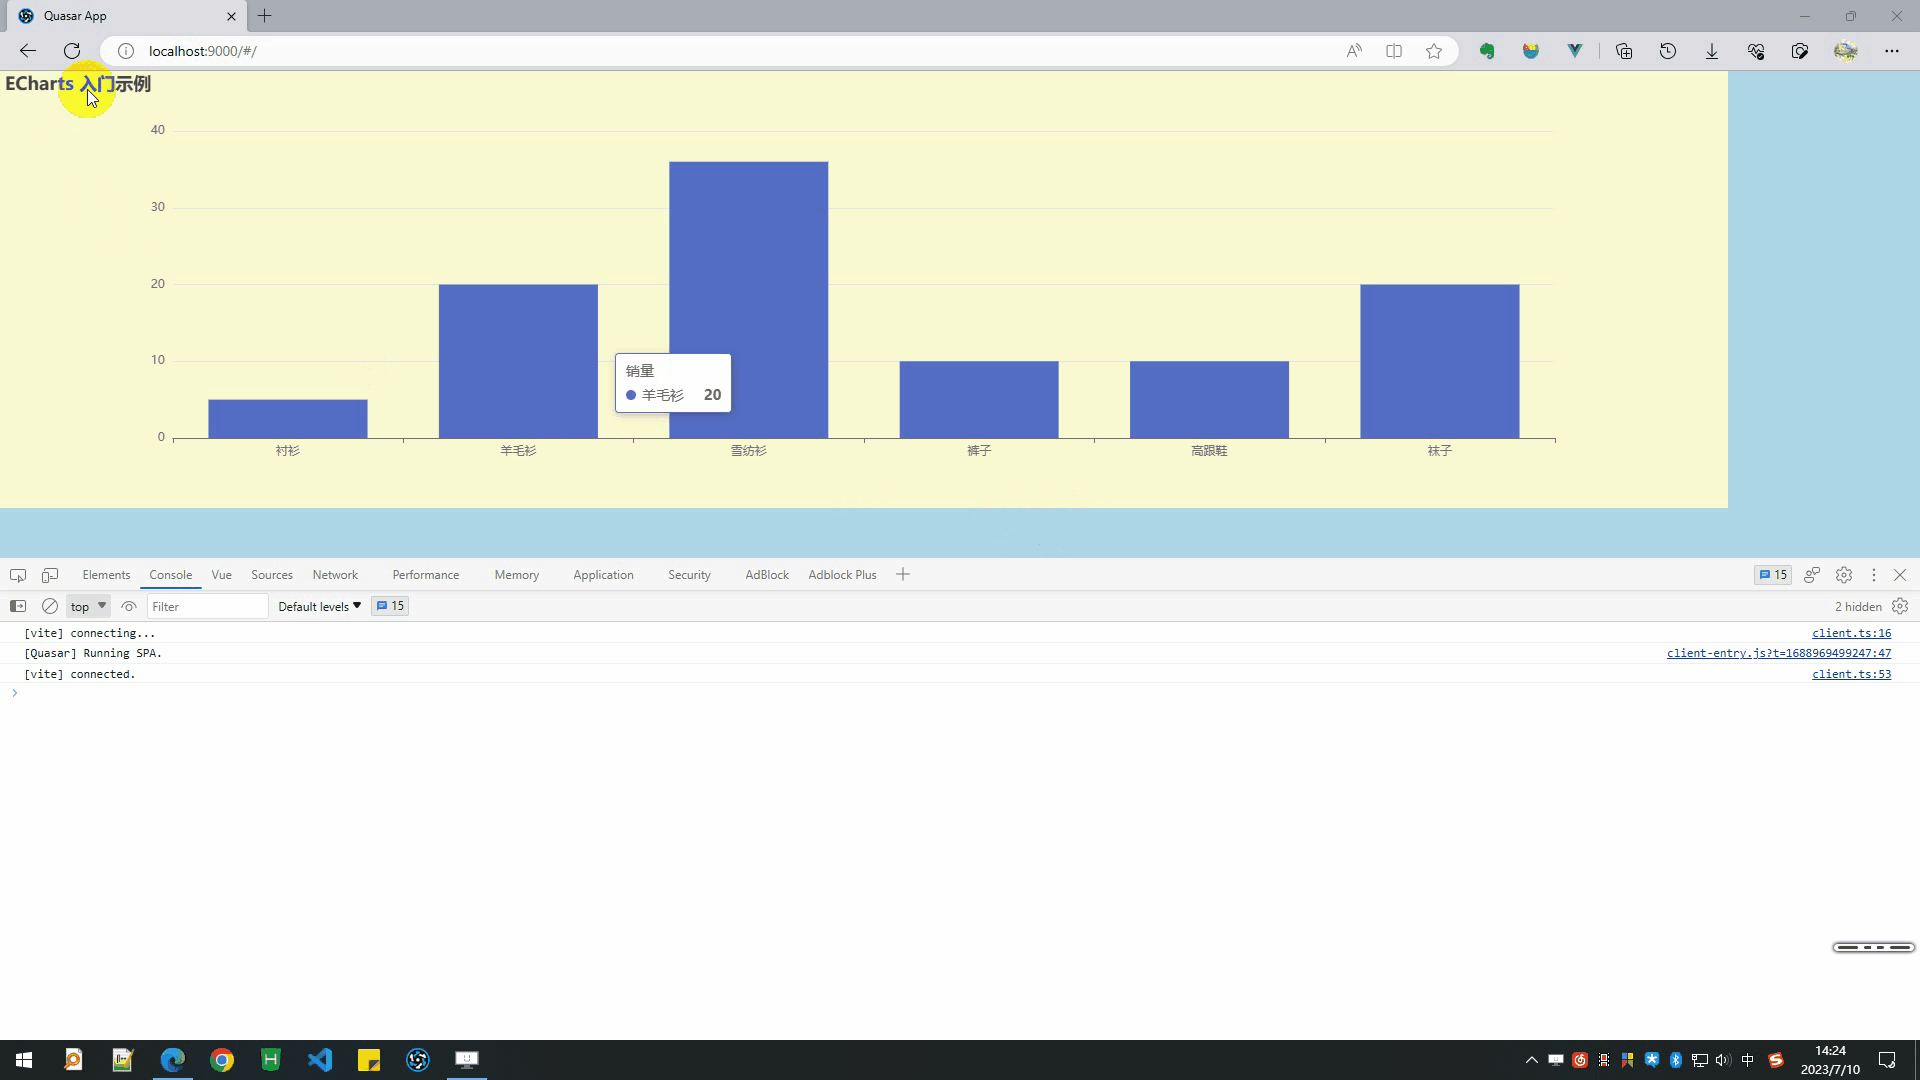 Quasar App
localhost:9000/#/
ECharts 入门示例
40
30
20
10
0
销量
羊毛衫 20
衬衫 羊毛衫 雪纺衫 裤子 高跟鞋 袜子
Elements Console Vue Sources Network Performance Memory Application Security AdBlock Adblock Plus 15
top Filter Default levels 15 2 hidden
[vite] connecting... client.ts:16
[Quasar] Running SPA. client-entry.js?t=1688969499247:47
[vite] connected. client.ts:53
中
14:24
2023/7/10